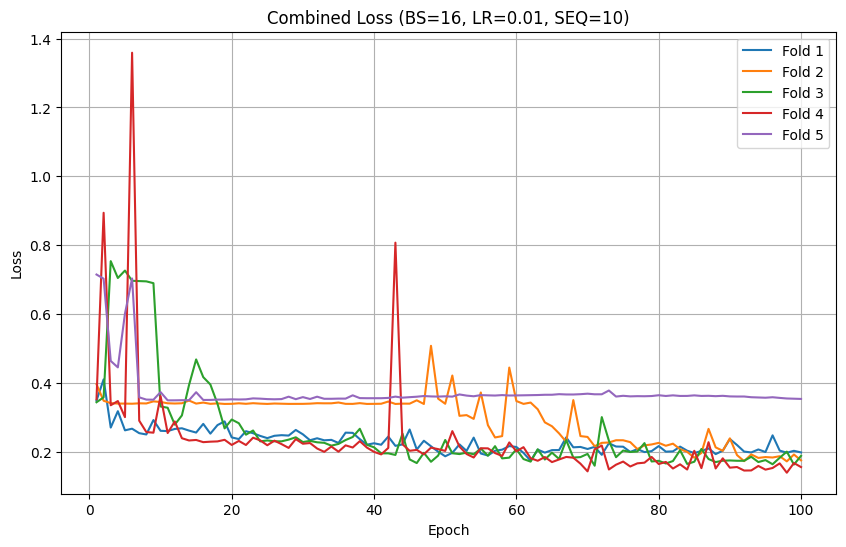 Combined Loss (BS=16, LR=0.01, SEQ=10)
Fold 1
Fold 2
Fold 3
Fold 4
Fold 5
Loss
1.4
1.2
1.0
0.8
0.6
0.4
0.2
0 20 40 60 80 100
Epoch